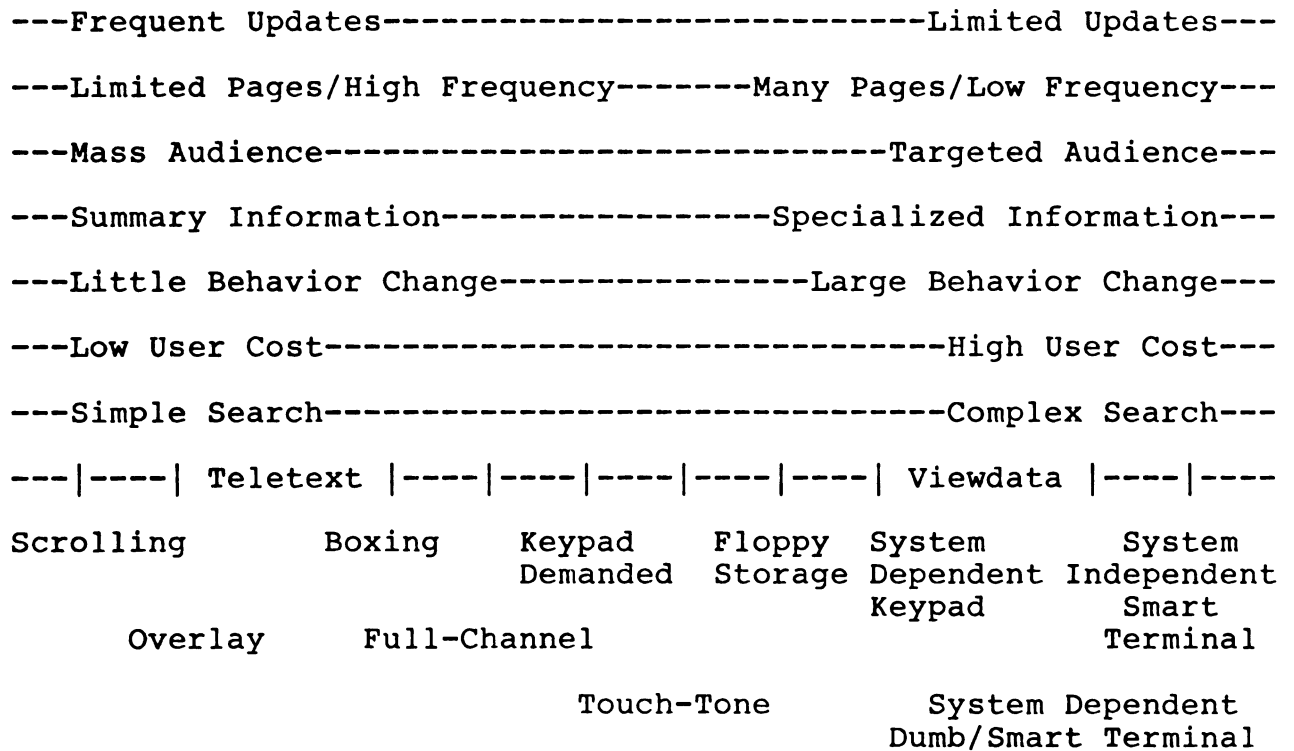 ---Frequent Updates----------------------------Limited Updates---
---Limited Pages/High Frequency-------Many Pages/Low Frequency---
---Mass Audience-----------------------------Targeted Audience---
---Summary Information-----------------Specialized Information---
---Little Behavior Change----------------Large Behavior Change---
---Low User Cost--------------------------------High User Cost---
---Simple Search--------------------------------Complex Search---
---|----| Teletext |----|----|----|----|----| Viewdata |----|----
Scrolling       Boxing    Keypad    Floppy  System       System
                          Demanded  Storage Dependent Independent
                                            Keypad       Smart
      Overlay     Full-Channel                          Terminal
                             Touch-Tone        System Dependent
                                             Dumb/Smart Terminal